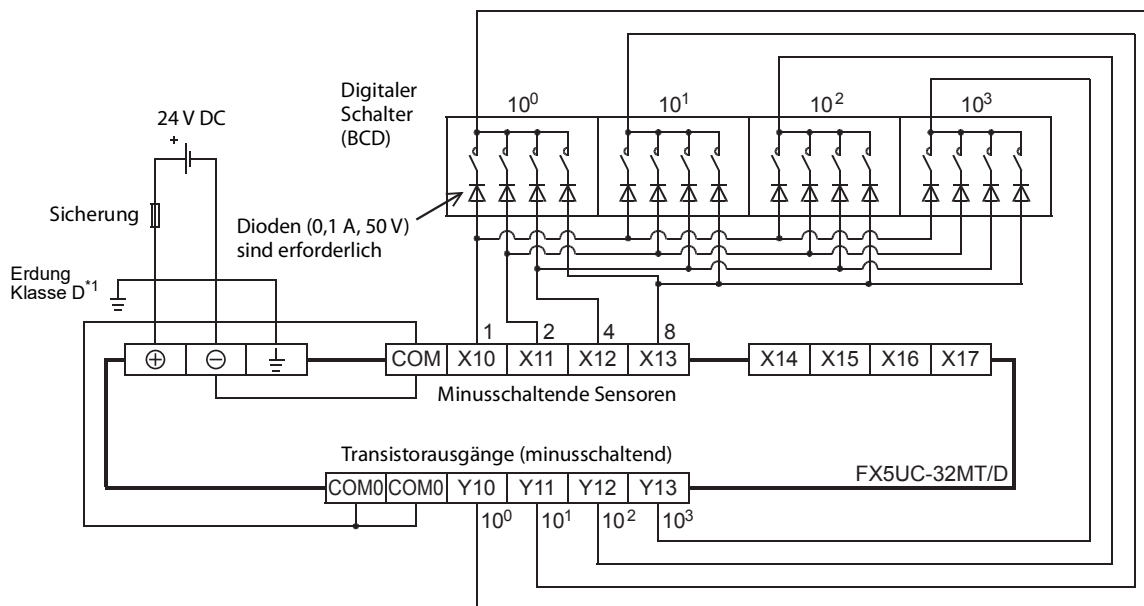 Digitaler
Schalter
(BCD)
10⁰ 10¹ 10² 10³
24 V DC
+
Sicherung
Dioden (0,1 A, 50 V)
sind erforderlich
Erdung
Klasse D*1
1 2 4 8
COM X10 X11 X12 X13 X14 X15 X16 X17
Minusschaltende Sensoren
Transistorausgänge (minusschaltend)
FX5UC-32MT/D
COM0 COM0 Y10 Y11 Y12 Y13
10⁰ 10¹ 10² 10³